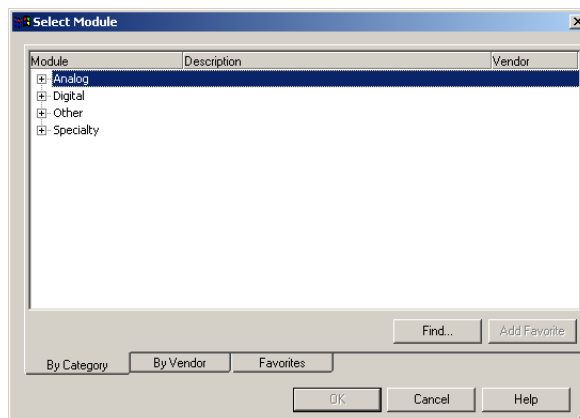 Select Module
Module Description Vendor
Analog
Digital
Other
Specialty
Find... Add Favorite
By Category By Vendor Favorites
OK Cancel Help